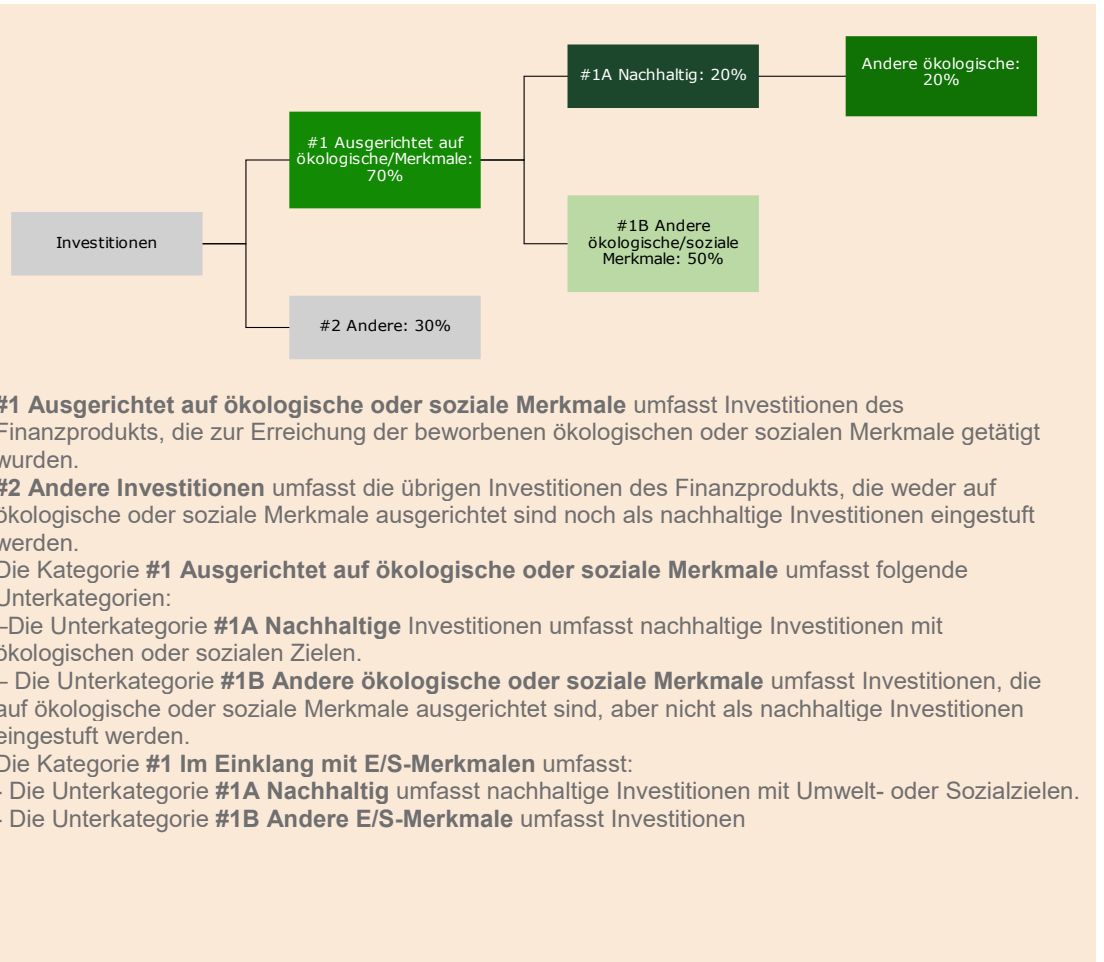 #1A Nachhaltig: 20%
Andere ökologische:
20%
#1 Ausgerichtet auf
ökologische/Merkmale:
70%
#1B Andere
ökologische/soziale
Merkmale: 50%
Investitionen
#2 Andere: 30%
#1 Ausgerichtet auf ökologische oder soziale Merkmale umfasst Investitionen des
Finanzprodukts, die zur Erreichung der beworbenen ökologischen oder sozialen Merkmale getätigt
wurden.
#2 Andere Investitionen umfasst die übrigen Investitionen des Finanzprodukts, die weder auf
ökologische oder soziale Merkmale ausgerichtet sind noch als nachhaltige Investitionen eingestuft
werden.
Die Kategorie #1 Ausgerichtet auf ökologische oder soziale Merkmale umfasst folgende
Unterkategorien:
–Die Unterkategorie #1A Nachhaltige Investitionen umfasst nachhaltige Investitionen mit
ökologischen oder sozialen Zielen.
– Die Unterkategorie #1B Andere ökologische oder soziale Merkmale umfasst Investitionen, die
auf ökologische oder soziale Merkmale ausgerichtet sind, aber nicht als nachhaltige Investitionen
eingestuft werden.
Die Kategorie #1 Im Einklang mit E/S-Merkmalen umfasst:
- Die Unterkategorie #1A Nachhaltig umfasst nachhaltige Investitionen mit Umwelt- oder Sozialzielen.
- Die Unterkategorie #1B Andere E/S-Merkmale umfasst Investitionen